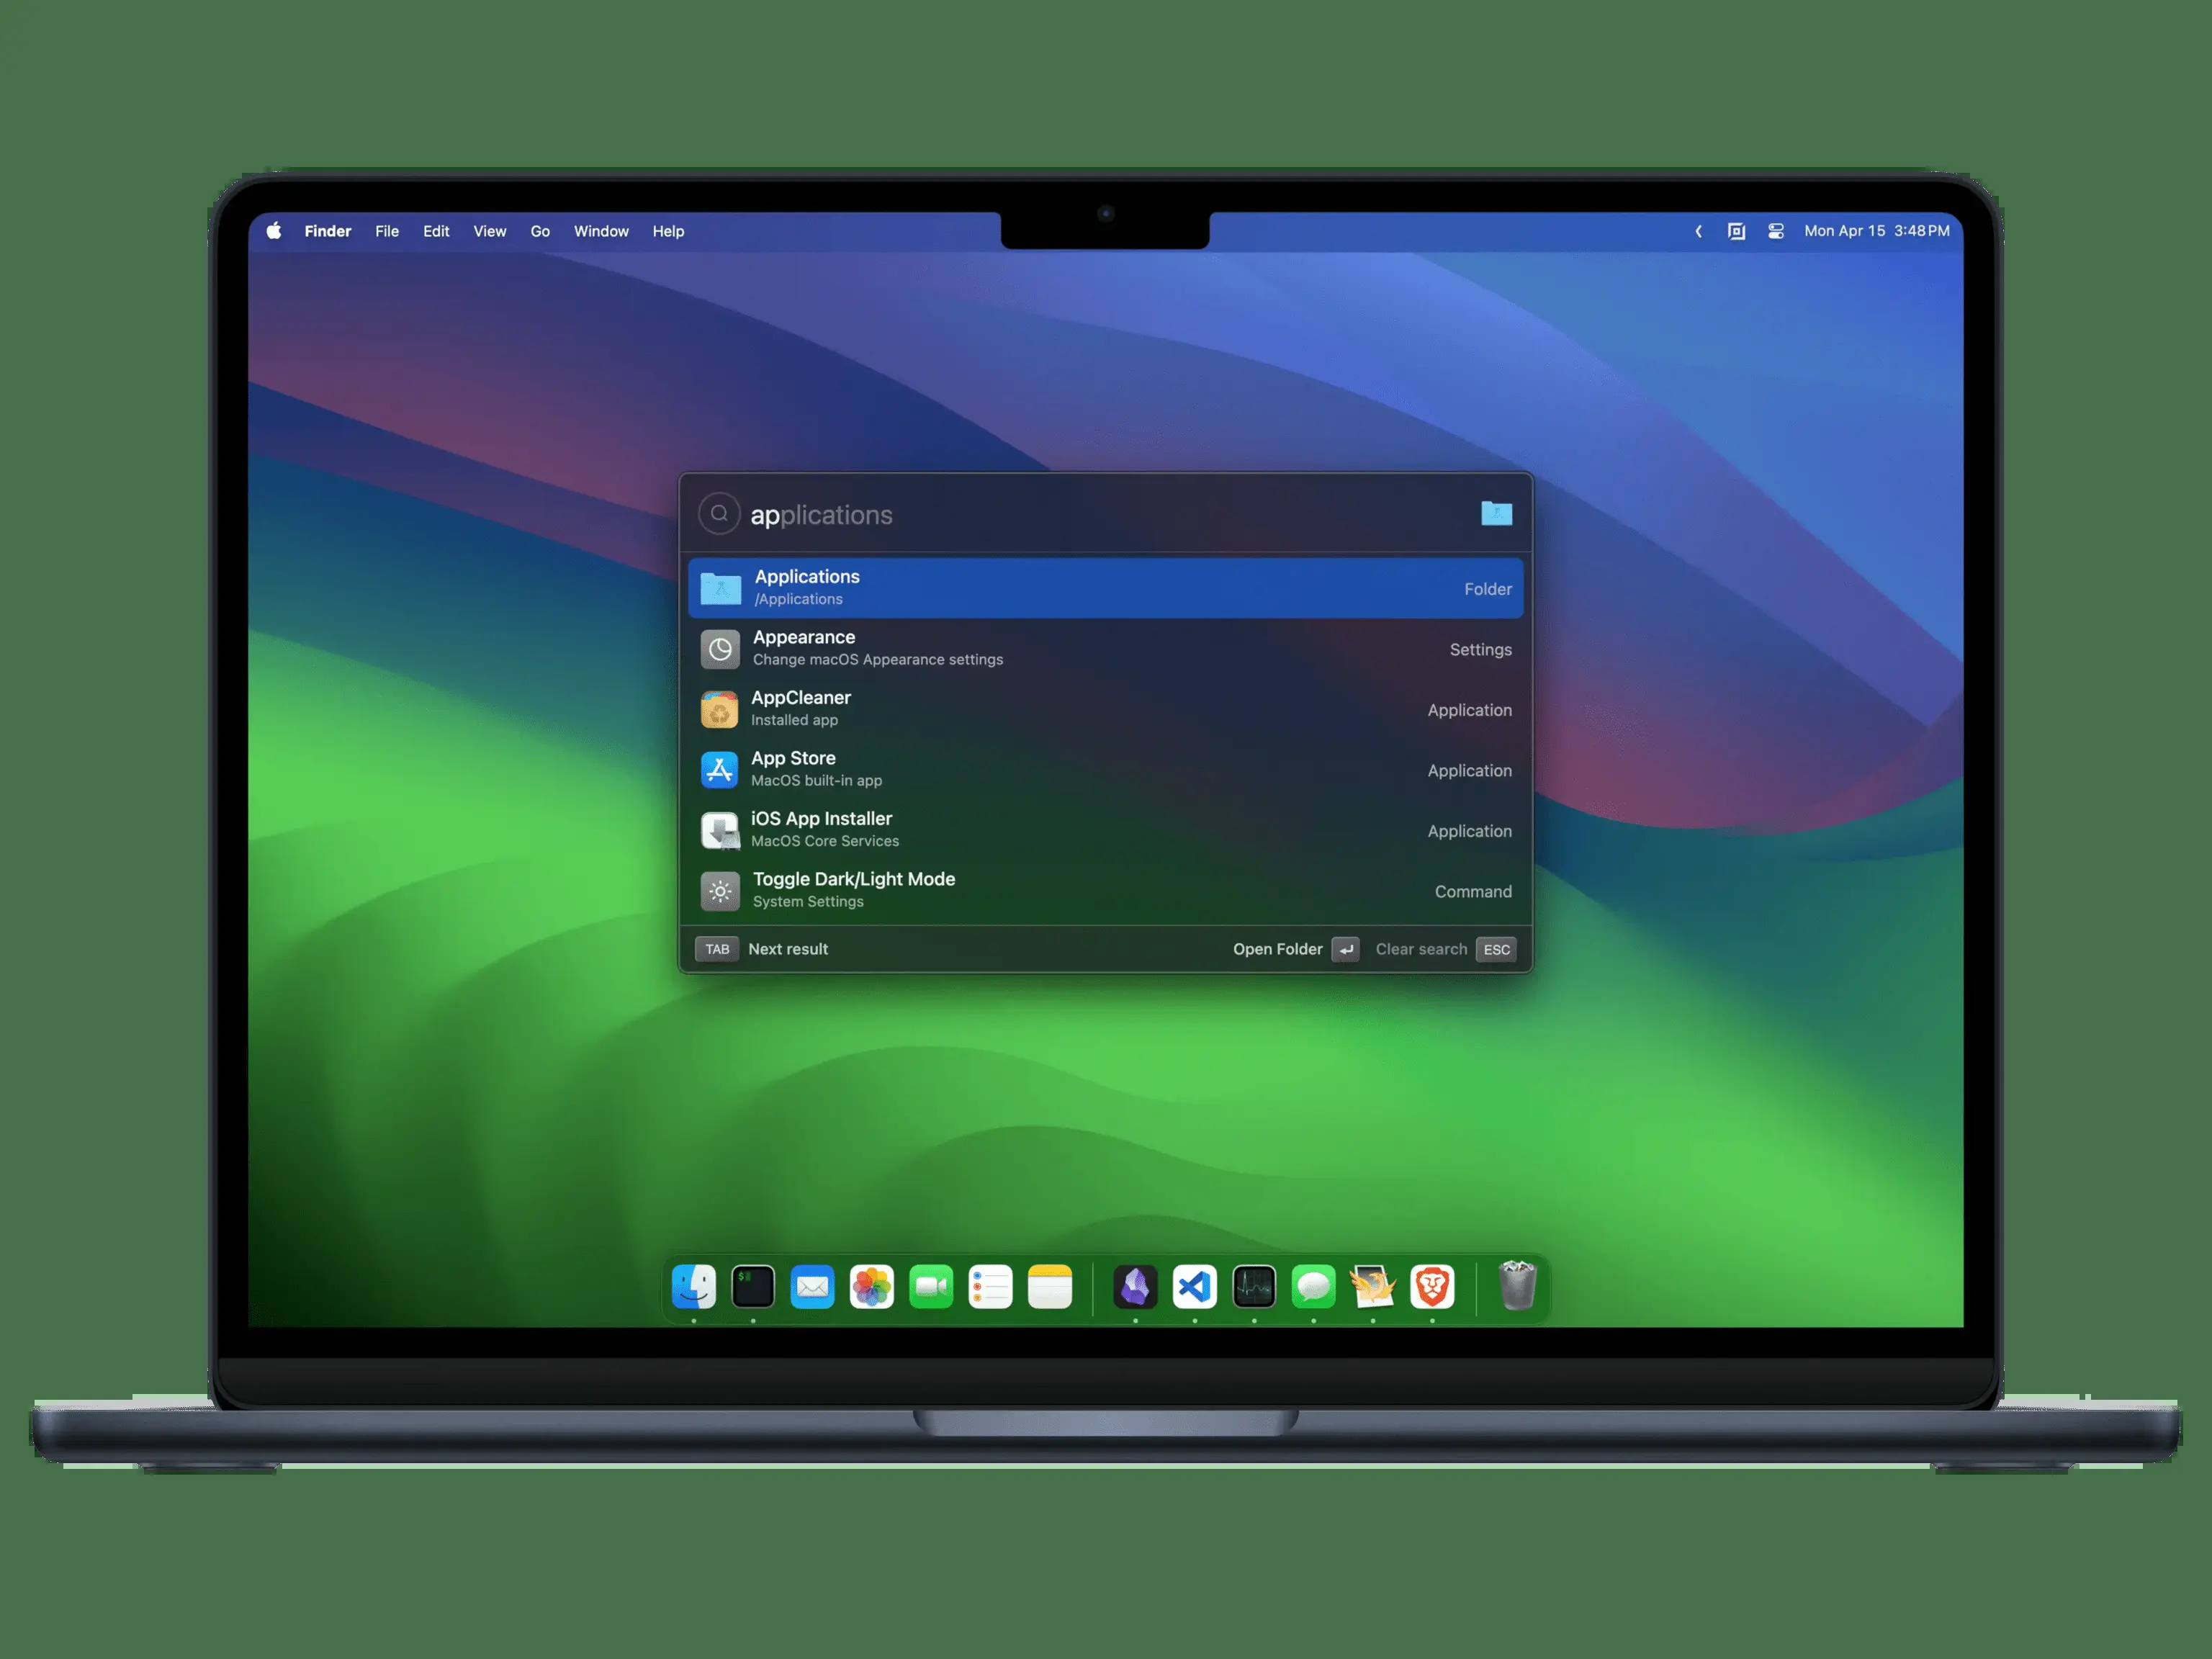 Finder File Edit View Go Window Help
Mon Apr 15 3:48 PM
applications
Applications
/Applications
Folder
Appearance
Change macOS Appearance settings
Settings
AppCleaner
Installed app
Application
App Store
MacOS built-in app
Application
iOS App Installer
MacOS Core Services
Application
Toggle Dark/Light Mode
System Settings
Command
TAB Next result
Open Folder
Clear search ESC
$